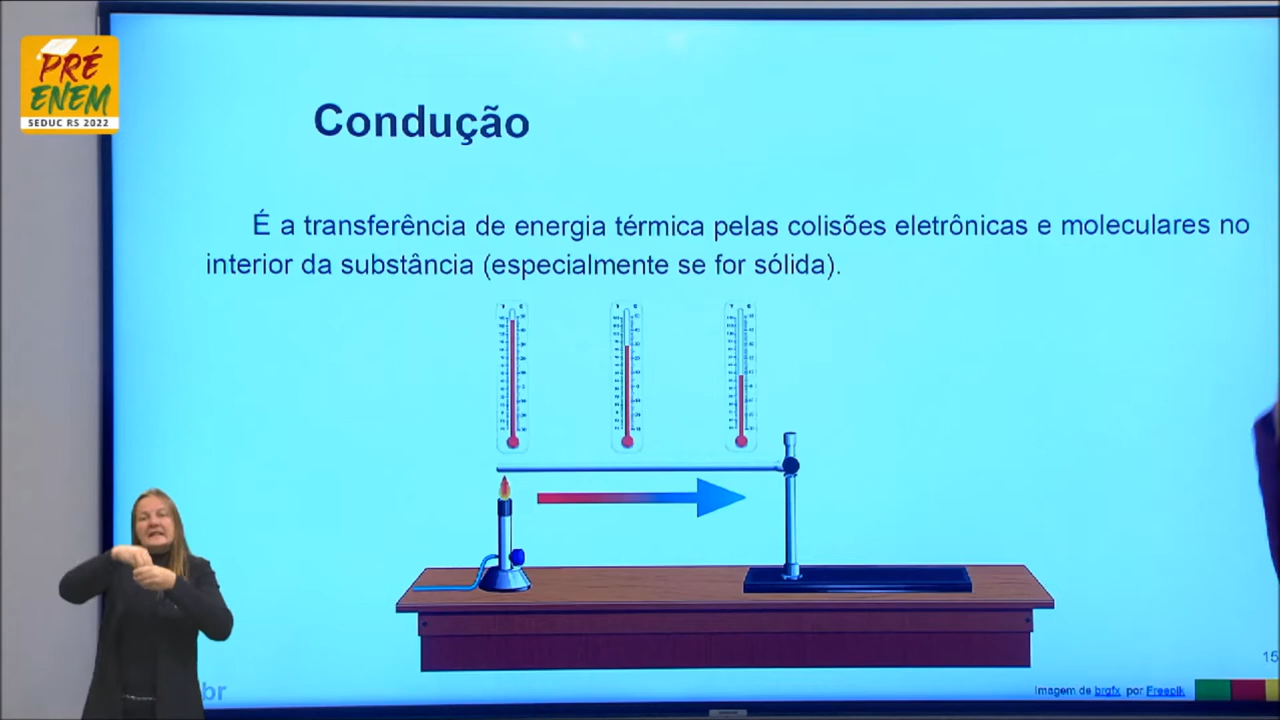 PRÉ
ENEM
SEDUC RS 2022
Condução
É a transferência de energia térmica pelas colisões eletrônicas e moleculares no
interior da substância (especialmente se for sólida).
br
15
Imagem de brgfx por Freepik